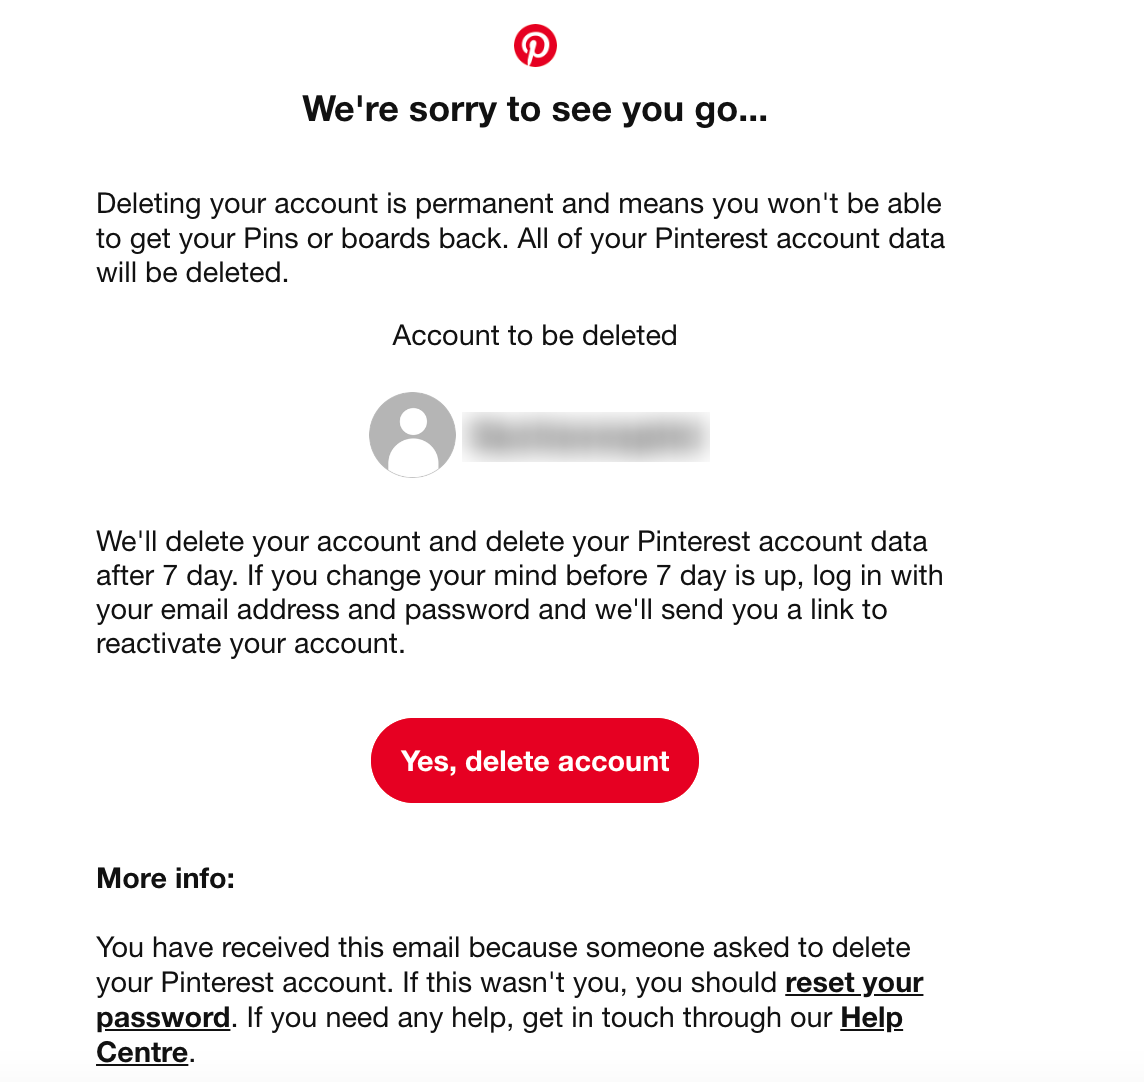 We're sorry to see you go...
Deleting your account is permanent and means you won't be able
to get your Pins or boards back. All of your Pinterest account data
will be deleted.
Account to be deleted
We'll delete your account and delete your Pinterest account data
after 7 day. If you change your mind before 7 day is up, log in with
your email address and password and we'll send you a link to
reactivate your account.
Yes, delete account
More info:
You have received this email because someone asked to delete
your Pinterest account. If this wasn't you, you should reset your
password. If you need any help, get in touch through our Help
Centre.